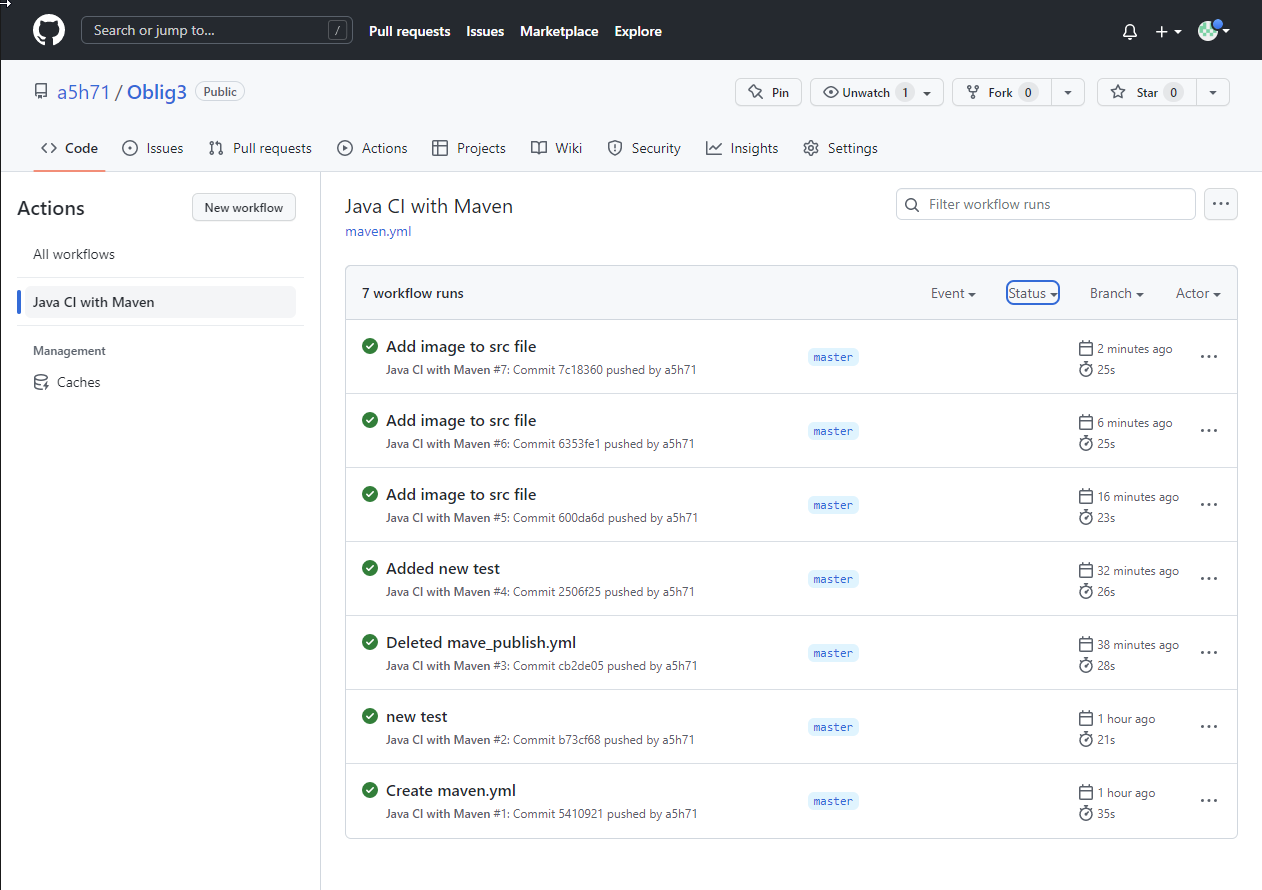 Search or jump to... /
Pull requests Issues Marketplace Explore
a5h71 / Oblig3 Public
Pin Unwatch 1 Fork 0 Star 0
Code Issues Pull requests Actions Projects Wiki Security Insights Settings
Actions
New workflow
All workflows
Java CI with Maven
Management
Caches
Java CI with Maven
maven.yml
Filter workflow runs
7 workflow runs
Event Status Branch Actor
Add image to src file
Java CI with Maven #7: Commit 7c18360 pushed by a5h71
master
2 minutes ago
25s
Add image to src file
Java CI with Maven #6: Commit 6353fe1 pushed by a5h71
master
6 minutes ago
25s
Add image to src file
Java CI with Maven #5: Commit 600da6d pushed by a5h71
master
16 minutes ago
23s
Added new test
Java CI with Maven #4: Commit 2506f25 pushed by a5h71
master
32 minutes ago
26s
Deleted mave_publish.yml
Java CI with Maven #3: Commit cb2de05 pushed by a5h71
master
38 minutes ago
28s
new test
Java CI with Maven #2: Commit b73cf68 pushed by a5h71
master
1 hour ago
21s
Create maven.yml
Java CI with Maven #1: Commit 5410921 pushed by a5h71
master
1 hour ago
35s